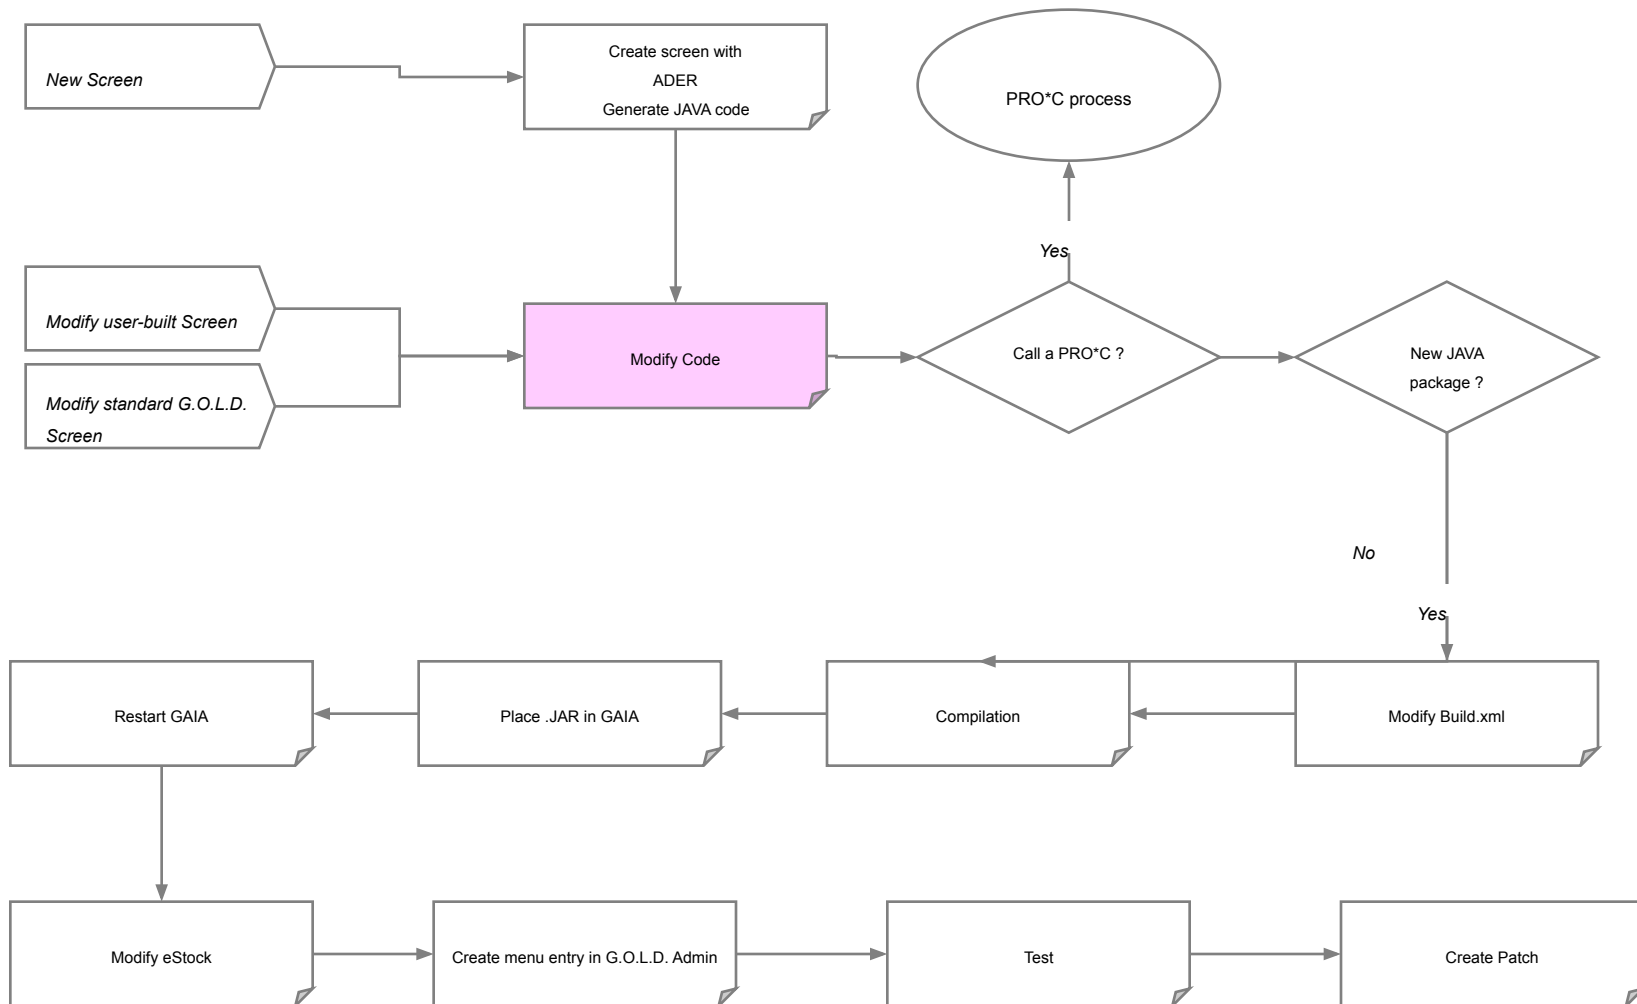 New Screen
Create screen with
ADER
Generate JAVA code
PRO*C process
Yes
Modify user-built Screen
Modify standard G.O.L.D.
Screen
Modify Code
Call a PRO*C ?
New JAVA
package ?
No
Yes
Restart GAIA
Place .JAR in GAIA
Compilation
Modify Build.xml
Modify eStock
Create menu entry in G.O.L.D. Admin
Test
Create Patch